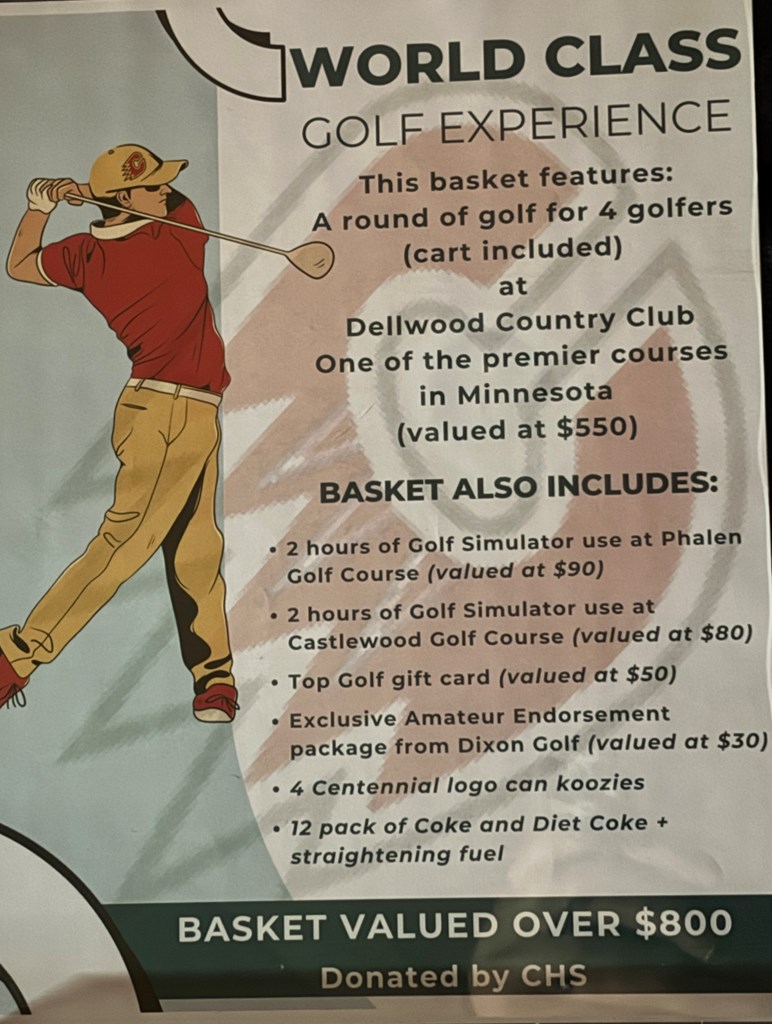 WORLD CLASS
GOLF EXPERIENCE
This basket features:
A round of golf for 4 golfers
(cart included)
at
Dellwood Country Club
One of the premier courses
in Minnesota
(valued at $550)
BASKET ALSO INCLUDES:
• 2 hours of Golf Simulator use at Phalen
Golf Course (valued at $90)
• 2 hours of Golf Simulator use at
Castlewood Golf Course (valued at $80)
• Top Golf gift card (valued at $50)
• Exclusive Amateur Endorsement
package from Dixon Golf (valued at $30)
• 4 Centennial logo can koozies
• 12 pack of Coke and Diet Coke +
straightening fuel
BASKET VALUED OVER $800
Donated by CHS